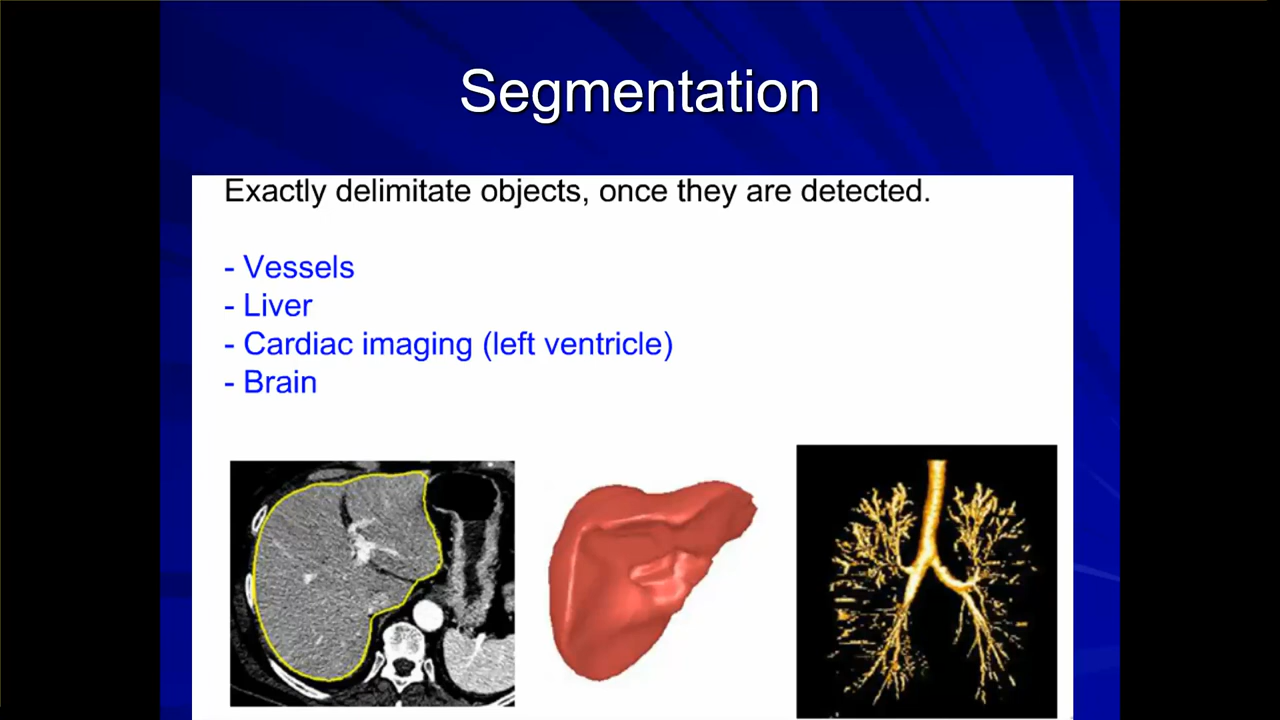 Segmentation
Exactly delimitate objects, once they are detected.
- Vessels
- Liver
- Cardiac imaging (left ventricle)
- Brain